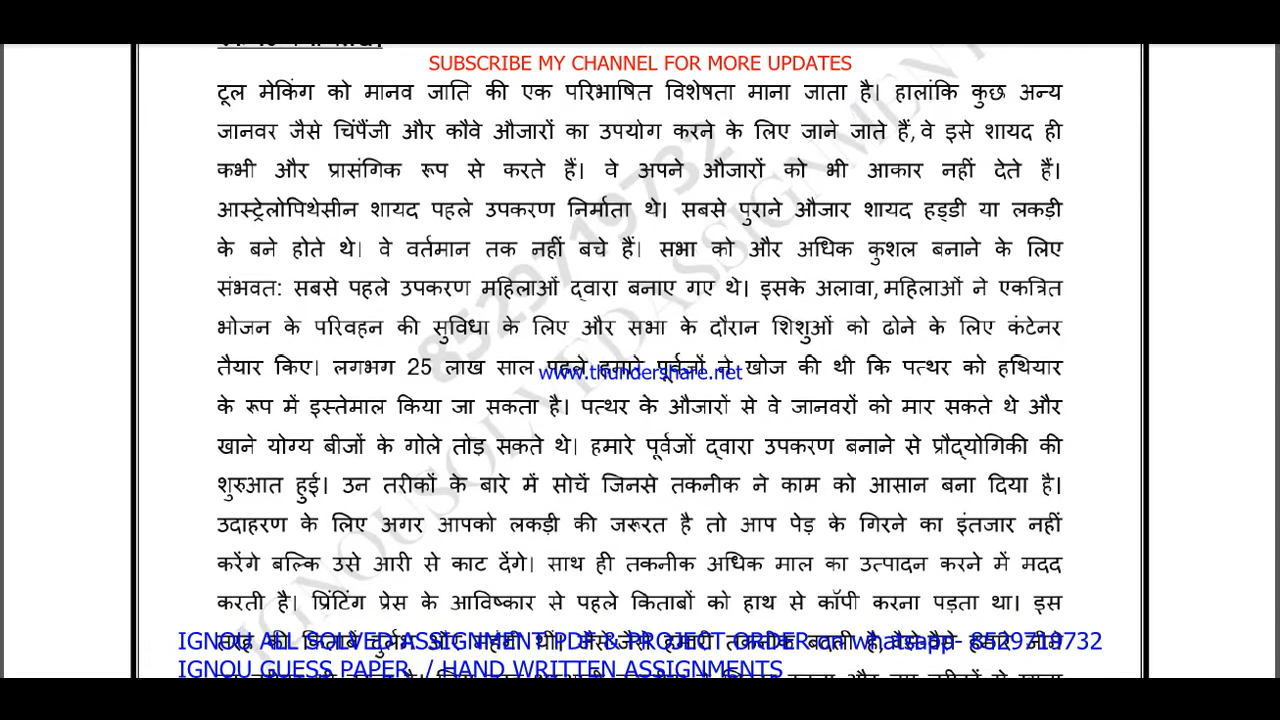 SUBSCRIBE MY CHANNEL FOR MORE UPDATES
टूल मेकिंग को मानव जाति की एक परिभाषित विशेषता माना जाता है। हालांकि कुछ अन्य
जानवर जैसे चिंपैंजी और कौवे औजारों का उपयोग करने के लिए जाने जाते हैं, वे इसे शायद ही
कभी और प्रासंगिक रूप से करते हैं। वे अपने औजारों को भी आकार नहीं देते हैं।
आस्ट्रेलोपिथेसीन शायद पहले उपकरण निर्माता थे। सबसे पुराने औजार शायद हड्डी या लकड़ी
के बने होते थे। वे वर्तमान तक नहीं बचे हैं। सभा को और अधिक कुशल बनाने के लिए
संभवत: सबसे पहले उपकरण महिलाओं द्वारा बनाए गए थे। इसके अलावा, महिलाओं ने एकत्रित
भोजन के परिवहन की सुविधा के लिए और सभा के दौरान शिशुओं को ढोने के लिए कंटेनर
तैयार किए। लगभग 25 लाख साल पहले हमारे पूर्वजों ने खोज की थी कि पत्थर को हथियार
www.thundershare.net
के रूप में इस्तेमाल किया जा सकता है। पत्थर के औजारों से वे जानवरों को मार सकते थे और
खाने योग्य बीजों के गोले तोड़ सकते थे। हमारे पूर्वजों द्वारा उपकरण बनाने से प्रौद्योगिकी की
शुरुआत हुई। उन तरीकों के बारे में सोचें जिनसे तकनीक ने काम को आसान बना दिया है।
उदाहरण के लिए अगर आपको लकड़ी की जरूरत है तो आप पेड़ के गिरने का इंतजार नहीं
करेंगे बल्कि उसे आरी से काट देंगे। साथ ही तकनीक अधिक माल का उत्पादन करने में मदद
करती है। प्रिंटिंग प्रेस के आविष्कार से पहले किताबों को हाथ से कॉपी करना पड़ता था। इस
IGNOU ALL SOLVED ASSIGNMENT PDF & PROJECT ORDER on whatsapp- 8529719732
IGNOU GUESS PAPER / HAND WRITTEN ASSIGNMENTS
8529719732
IGNOUSOLVEDASSIGNMENT